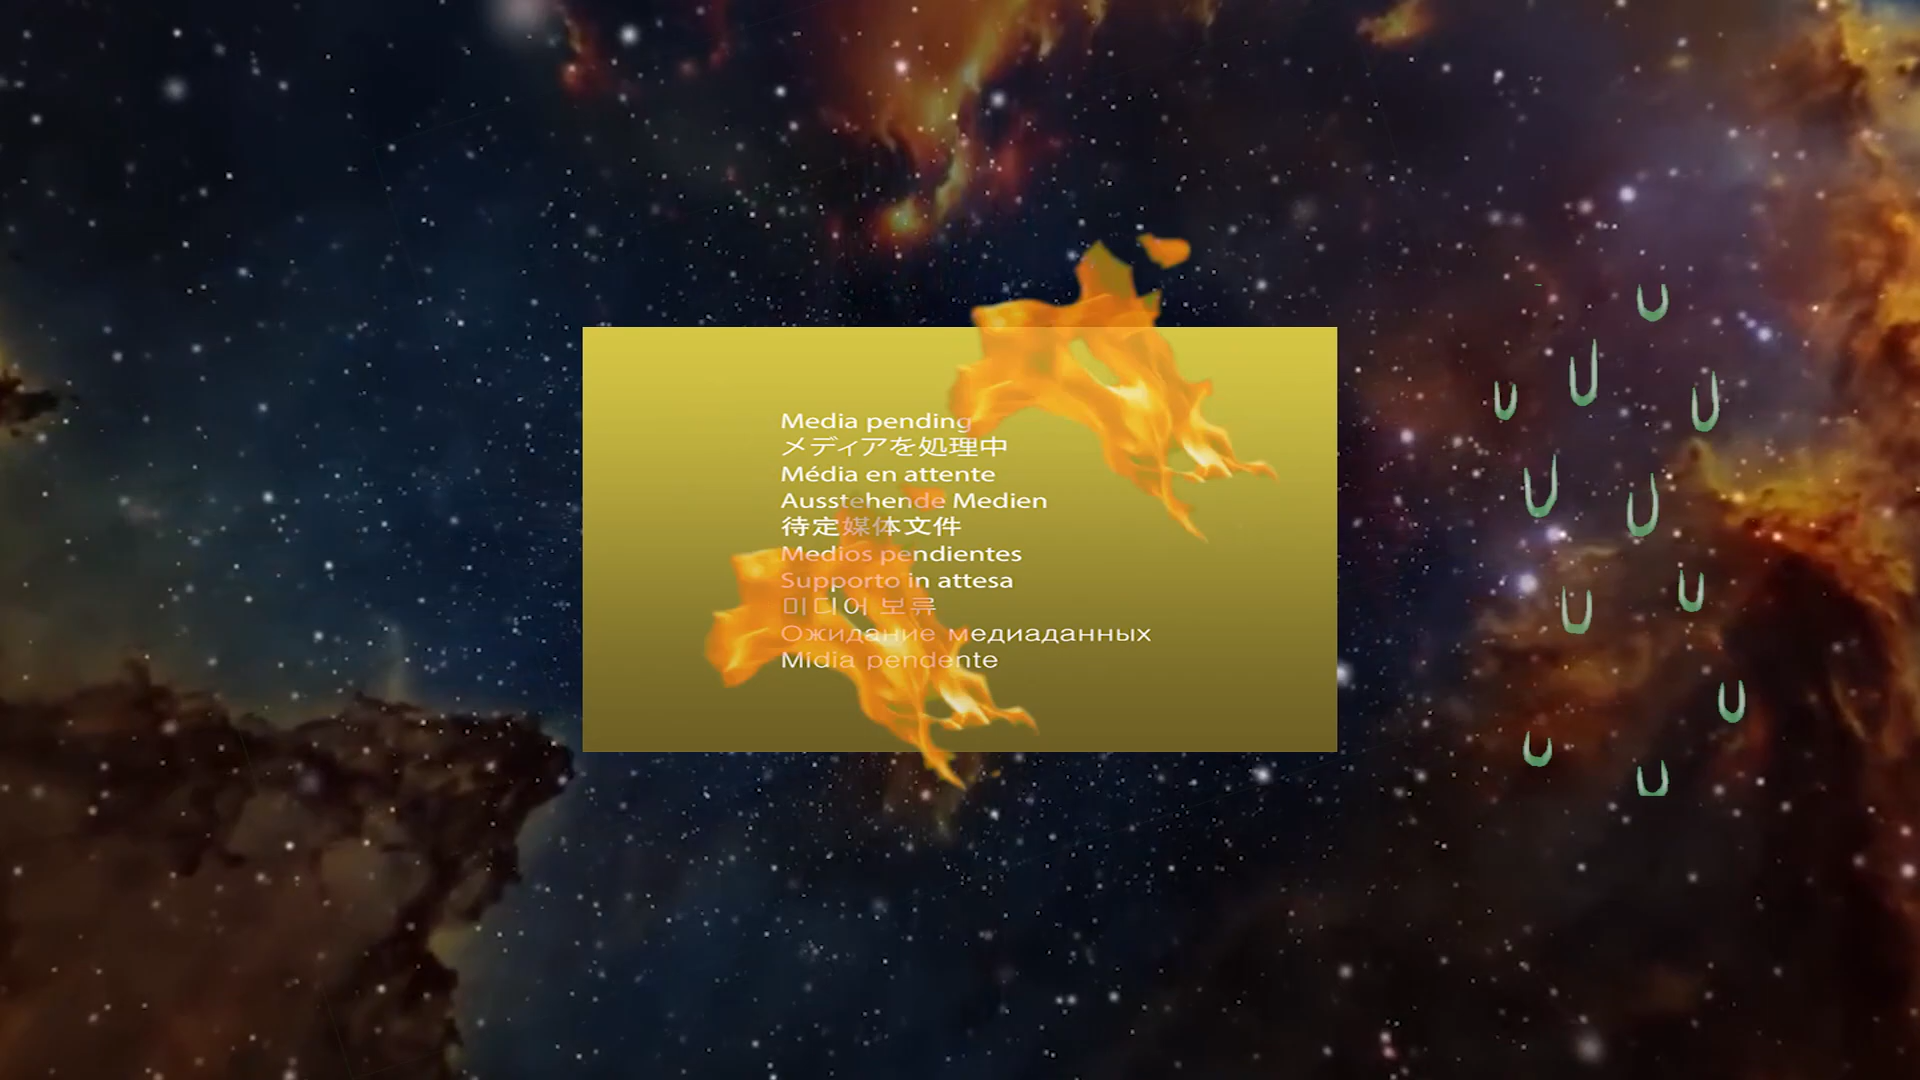 Media pending
メディアを処理中
Média en attente
Ausstehende Medien
待定媒体文件
Medios pendientes
Supporto in attesa
미디어 보류
Ожидание медиаданных
Mídia pendente